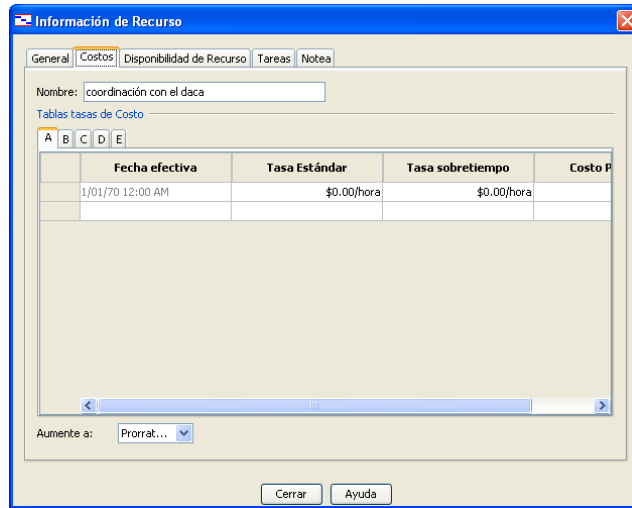 Información de Recurso
General Costos Disponibilidad de Recurso Tareas Notea
Nombre: coordinación con el daca
Tablas tasas de Costo
A B C D E
Fecha efectiva Tasa Estándar Tasa sobretiempo Costo P
1/01/70 12:00 AM $0.00/hora $0.00/hora
Aumente a: Prorrat...
Cerrar Ayuda